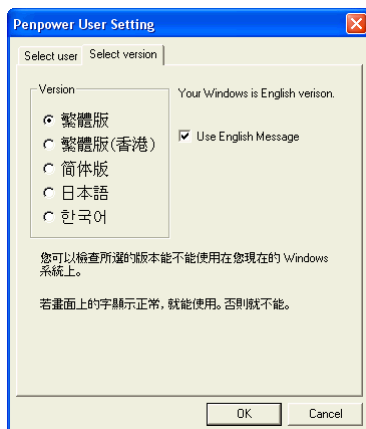 Penpower User Setting
Select user
Select version
Version
繁體版
繁體版(香港)
简体版
日本語
한국어
Your Windows is English verison.
Use English Message
您可以檢查所選的版本能不能使用在您現在的 Windows
系統上。
若畫面上的字顯示正常，就能使用。否則就不能。
OK
Cancel